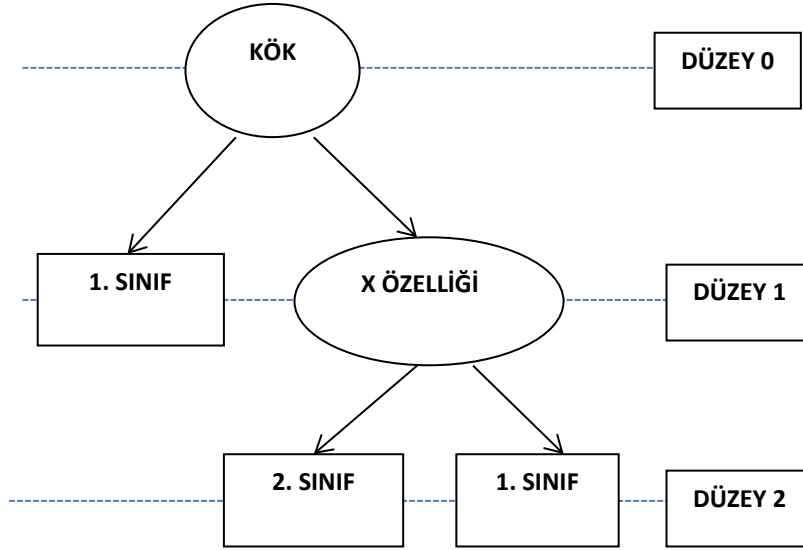 KÖK
DÜZEY 0
1. SINIF
X ÖZELLİĞİ
DÜZEY 1
2. SINIF
1. SINIF
DÜZEY 2